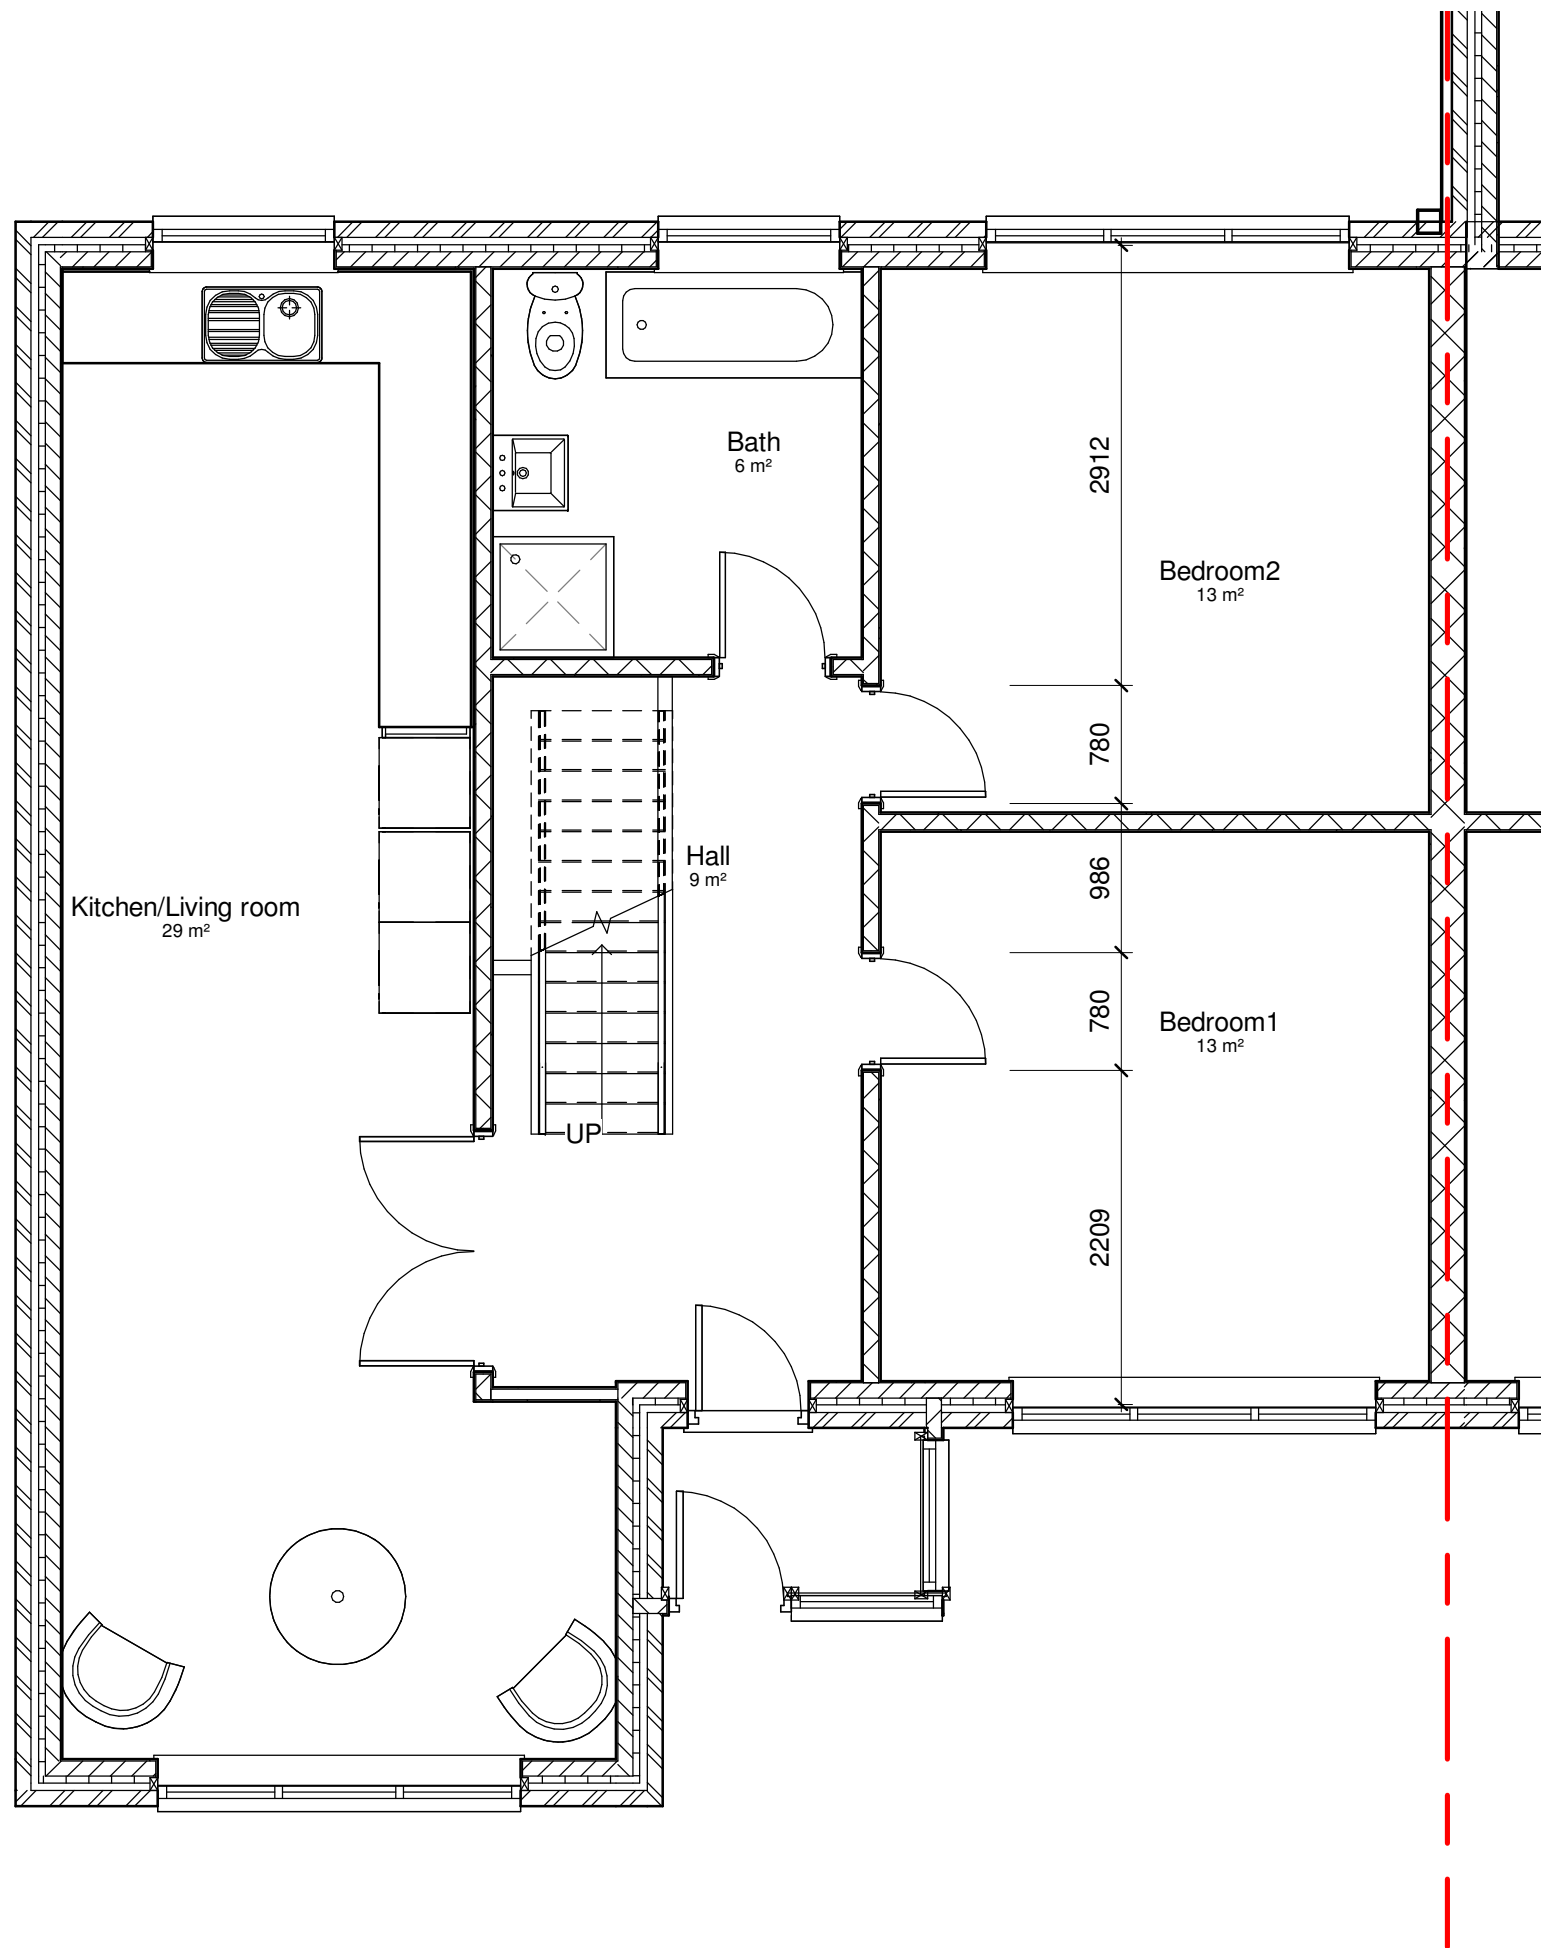 Bath
6 m²
2912
Bedroom2
13 m²
780
Hall
9 m²
986
Kitchen/Living room
29 m²
780
Bedroom1
13 m²
UP
2209